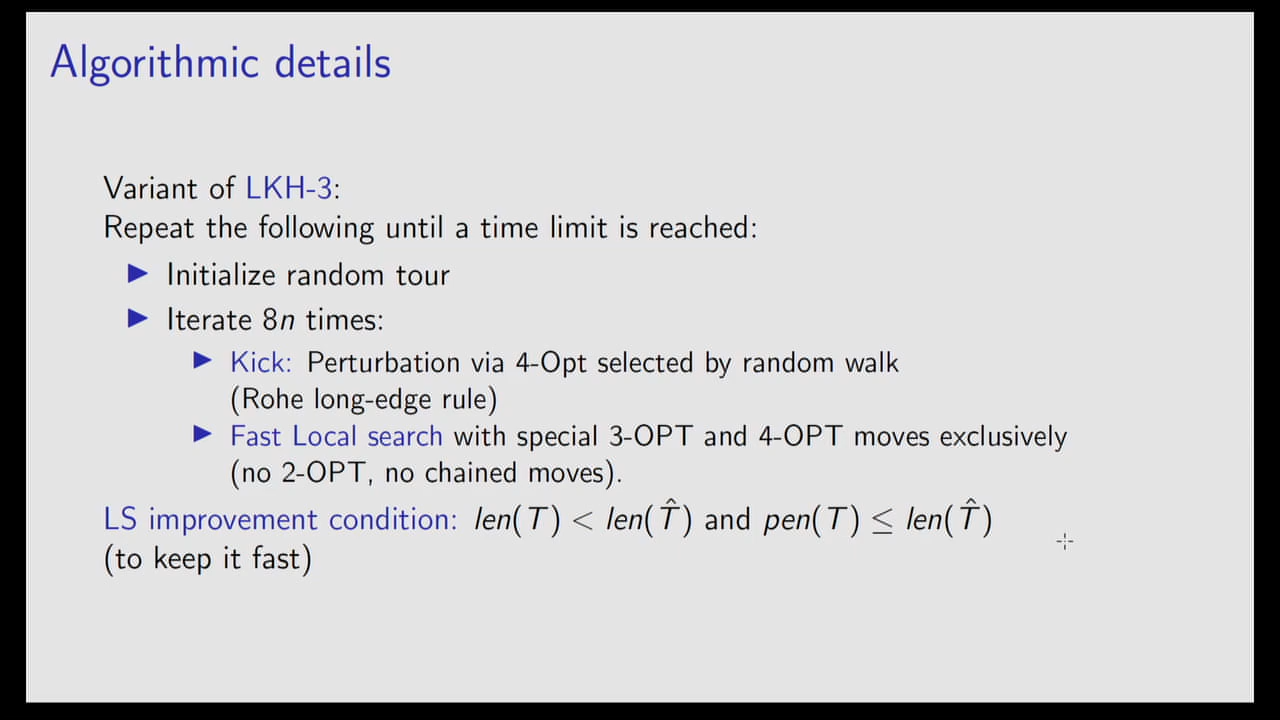 Algorithmic details
Variant of LKH-3:
Repeat the following until a time limit is reached:
▶ Initialize random tour
▶ Iterate 8n times:
▶ Kick: Perturbation via 4-Opt selected by random walk
(Rohe long-edge rule)
▶ Fast Local search with special 3-OPT and 4-OPT moves exclusively
(no 2-OPT, no chained moves).
LS improvement condition: len(T) < len(T̂) and pen(T) ≤ len(T̂)
(to keep it fast)